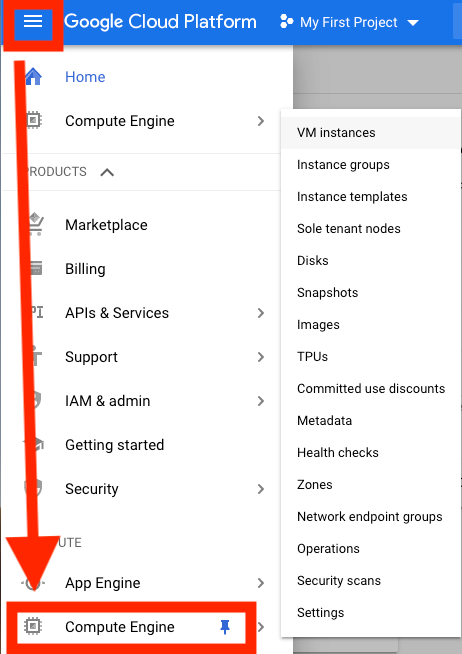 Google Cloud Platform
My First Project
Home
Compute Engine
PRODUCTS
Marketplace
Billing
APIs & Services
Support
IAM & admin
Getting started
Security
UTE
App Engine
Compute Engine
VM instances
Instance groups
Instance templates
Sole tenant nodes
Disks
Snapshots
Images
TPUs
Committed use discounts
Metadata
Health checks
Zones
Network endpoint groups
Operations
Security scans
Settings